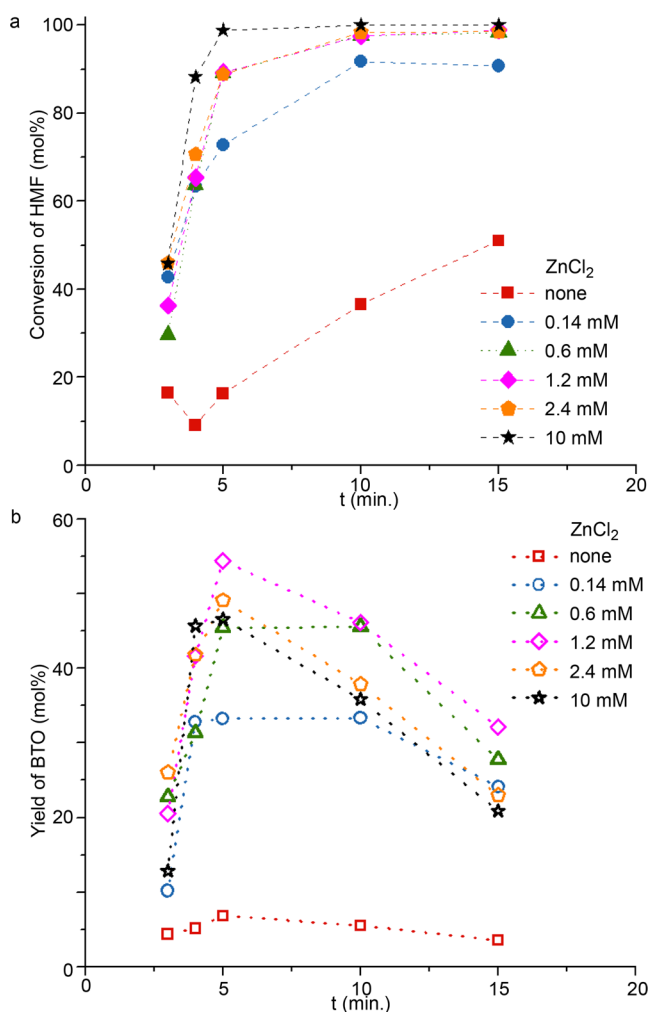 a
100
80
60
40
20
0
Conversion of HMF (mol%)
0
5
10
15
20
t (min.)
ZnCl₂
none
0.14 mM
0.6 mM
1.2 mM
2.4 mM
10 mM
b
60
40
20
0
Yield of BTO (mol%)
0
5
10
15
20
t (min.)
ZnCl₂
none
0.14 mM
0.6 mM
1.2 mM
2.4 mM
10 mM